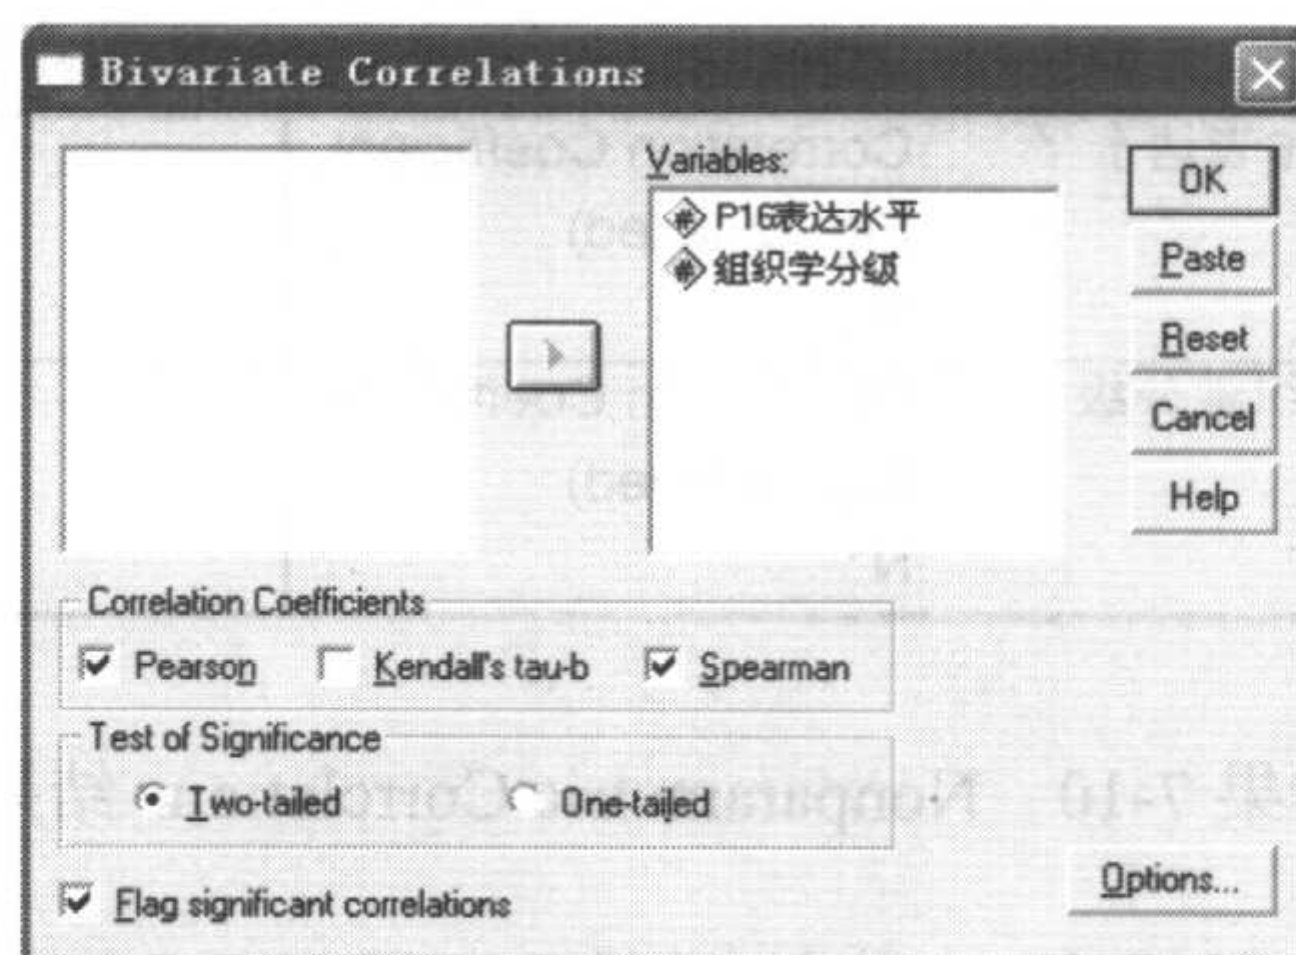 Bivariate Correlations
Variables:
P16表达水平
组织学分级
OK
Paste
Reset
Cancel
Help
Correlation Coefficients
Pearson
Kendall's tau-b
Spearman
Test of Significance
Two-tailed
One-tailed
Flag significant correlations
Options...